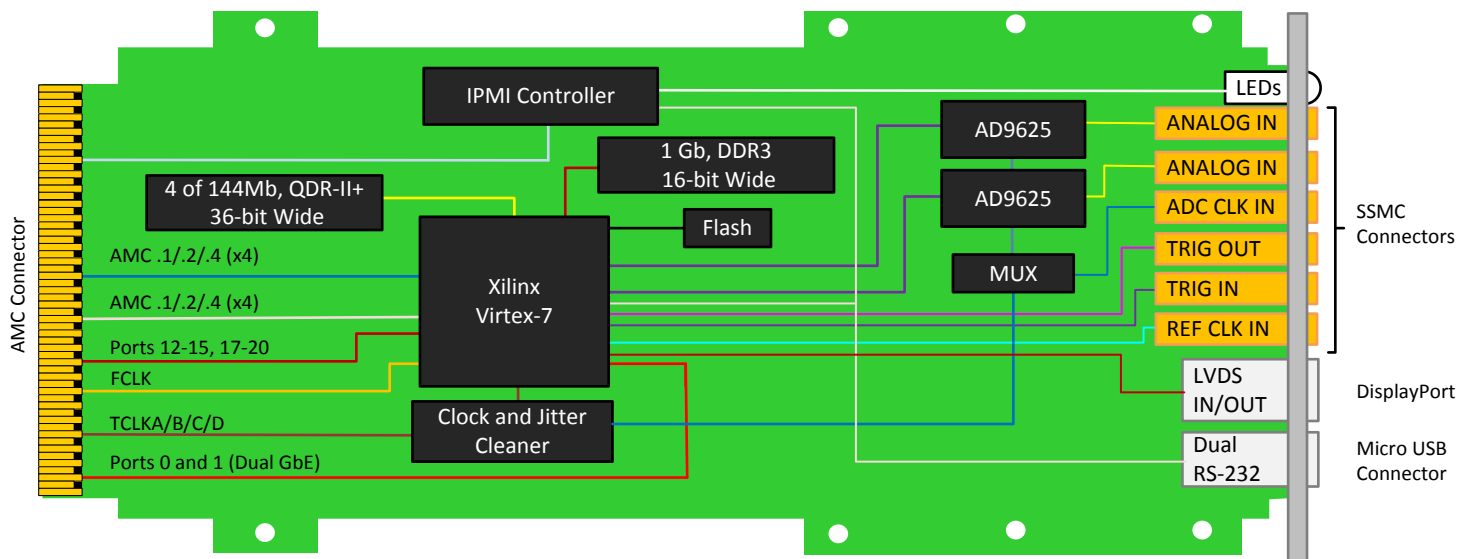 IPMI Controller
LEDs
1 Gb, DDR3
16-bit Wide
AD9625
ANALOG IN
4 of 144Mb, QDR-II+
36-bit Wide
AD9625
ANALOG IN
ADC CLK IN
SSMC
Connectors
Flash
AMC .1/.2/.4 (x4)
Xilinx
Virtex-7
MUX
TRIG OUT
AMC .1/.2/.4 (x4)
TRIG IN
AMC Connector
Ports 12-15, 17-20
REF CLK IN
FCLK
LVDS
IN/OUT
DisplayPort
TCLKA/B/C/D
Clock and Jitter
Cleaner
Ports 0 and 1 (Dual GbE)
Dual
RS-232
Micro USB
Connector